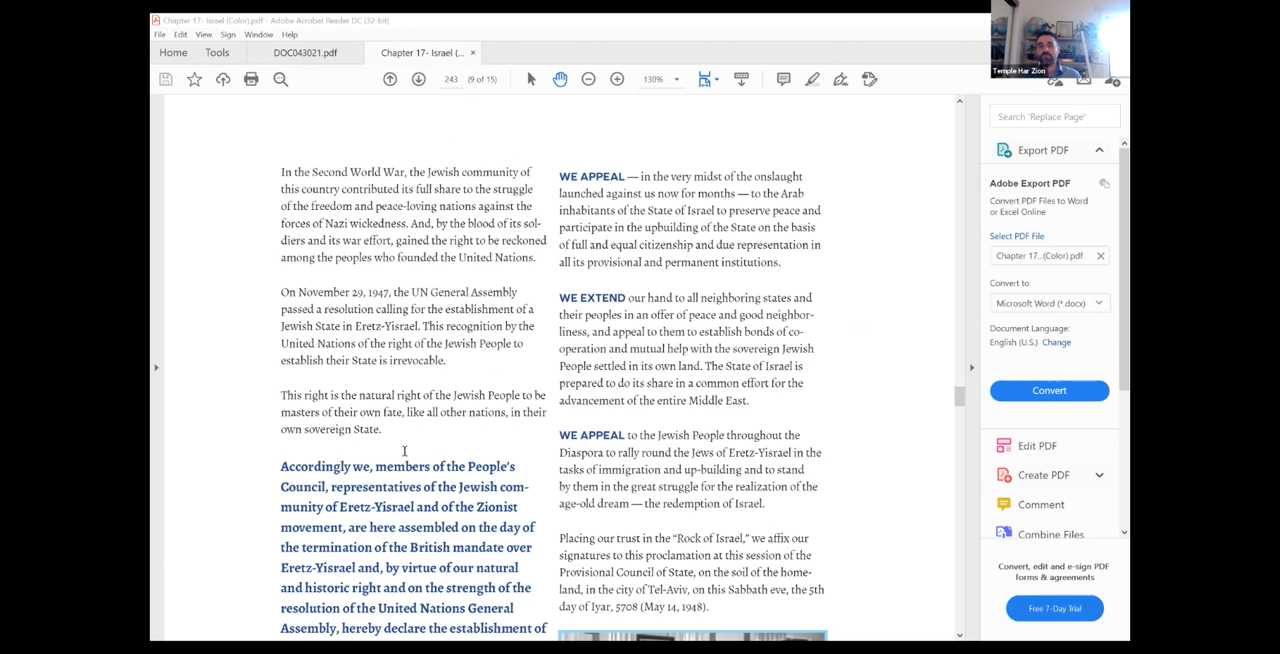 Chapter 17- Israel (Color).pdf - Adobe Acrobat Reader DC (32-bit)
File Edit View Sign Window Help
Home Tools DOC043021.pdf Chapter 17- Israel (... ×
243 (9 of 15) 130%
Temple Har Zion
In the Second World War, the Jewish community of
this country contributed its full share to the struggle
of the freedom and peace-loving nations against the
forces of Nazi wickedness. And, by the blood of its sol-
diers and its war effort, gained the right to be reckoned
among the peoples who founded the United Nations.
On November 29, 1947, the UN General Assembly
passed a resolution calling for the establishment of a
Jewish State in Eretz-Yisrael. This recognition by the
United Nations of the right of the Jewish People to
establish their State is irrevocable.
This right is the natural right of the Jewish People to be
masters of their own fate, like all other nations, in their
own sovereign State.
Accordingly we, members of the People's
Council, representatives of the Jewish com-
munity of Eretz-Yisrael and of the Zionist
movement, are here assembled on the day of
the termination of the British mandate over
Eretz-Yisrael and, by virtue of our natural
and historic right and on the strength of the
resolution of the United Nations General
Assembly, hereby declare the establishment of
WE APPEAL — in the very midst of the onslaught
launched against us now for months — to the Arab
inhabitants of the State of Israel to preserve peace and
participate in the upbuilding of the State on the basis
of full and equal citizenship and due representation in
all its provisional and permanent institutions.
WE EXTEND our hand to all neighboring states and
their peoples in an offer of peace and good neighbor-
liness, and appeal to them to establish bonds of co-
operation and mutual help with the sovereign Jewish
People settled in its own land. The State of Israel is
prepared to do its share in a common effort for the
advancement of the entire Middle East.
WE APPEAL to the Jewish People throughout the
Diaspora to rally round the Jews of Eretz-Yisrael in the
tasks of immigration and up-building and to stand
by them in the great struggle for the realization of the
age-old dream — the redemption of Israel.
Placing our trust in the “Rock of Israel,” we affix our
signatures to this proclamation at this session of the
Provisional Council of State, on the soil of the home-
land, in the city of Tel-Aviv, on this Sabbath eve, the 5th
day of Iyar, 5708 (May 14, 1948).
Search 'Replace Page'
Export PDF
Adobe Export PDF
Convert PDF Files to Word
or Excel Online
Select PDF File
Chapter 17...(Color).pdf
Convert to
Microsoft Word (*.docx)
Document Language:
English (U.S.) Change
Convert
Edit PDF
Create PDF
Comment
Combine Files
Convert, edit and e-sign PDF
forms & agreements
Free 7-Day Trial